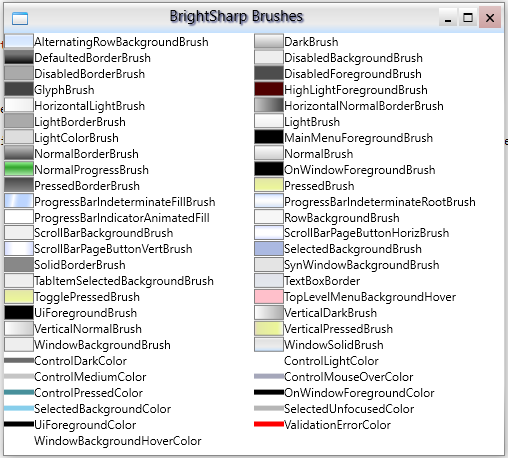 BrightSharp Brushes
AlternatingRowBackgroundBrush DarkBrush
DefaultedBorderBrush DisabledBackgroundBrush
DisabledBorderBrush DisabledForegroundBrush
GlyphBrush HighLightForegroundBrush
HorizontalLightBrush HorizontalNormalBorderBrush
LightBorderBrush LightBrush
LightColorBrush MainMenuForegroundBrush
NormalBorderBrush NormalBrush
NormalProgressBrush OnWindowForegroundBrush
PressedBorderBrush PressedBrush
ProgressBarIndeterminateFillBrush ProgressBarIndeterminateRootBrush
ProgressBarIndicatorAnimatedFill RowBackgroundBrush
ScrollBarBackgroundBrush ScrollBarPageButtonHorizBrush
ScrollBarPageButtonVertBrush SelectedBackgroundBrush
SolidBorderBrush SynWindowBackgroundBrush
TabItemSelectedBackgroundBrush TextBoxBorder
TogglePressedBrush TopLevelMenuBackgroundHover
UiForegroundBrush VerticalDarkBrush
VerticalNormalBrush VerticalPressedBrush
WindowBackgroundBrush WindowSolidBrush
ControlDarkColor ControlLightColor
ControlMediumColor ControlMouseOverColor
ControlPressedColor OnWindowForegroundColor
SelectedBackgroundColor SelectedUnfocusedColor
UiForegroundColor ValidationErrorColor
WindowBackgroundHoverColor